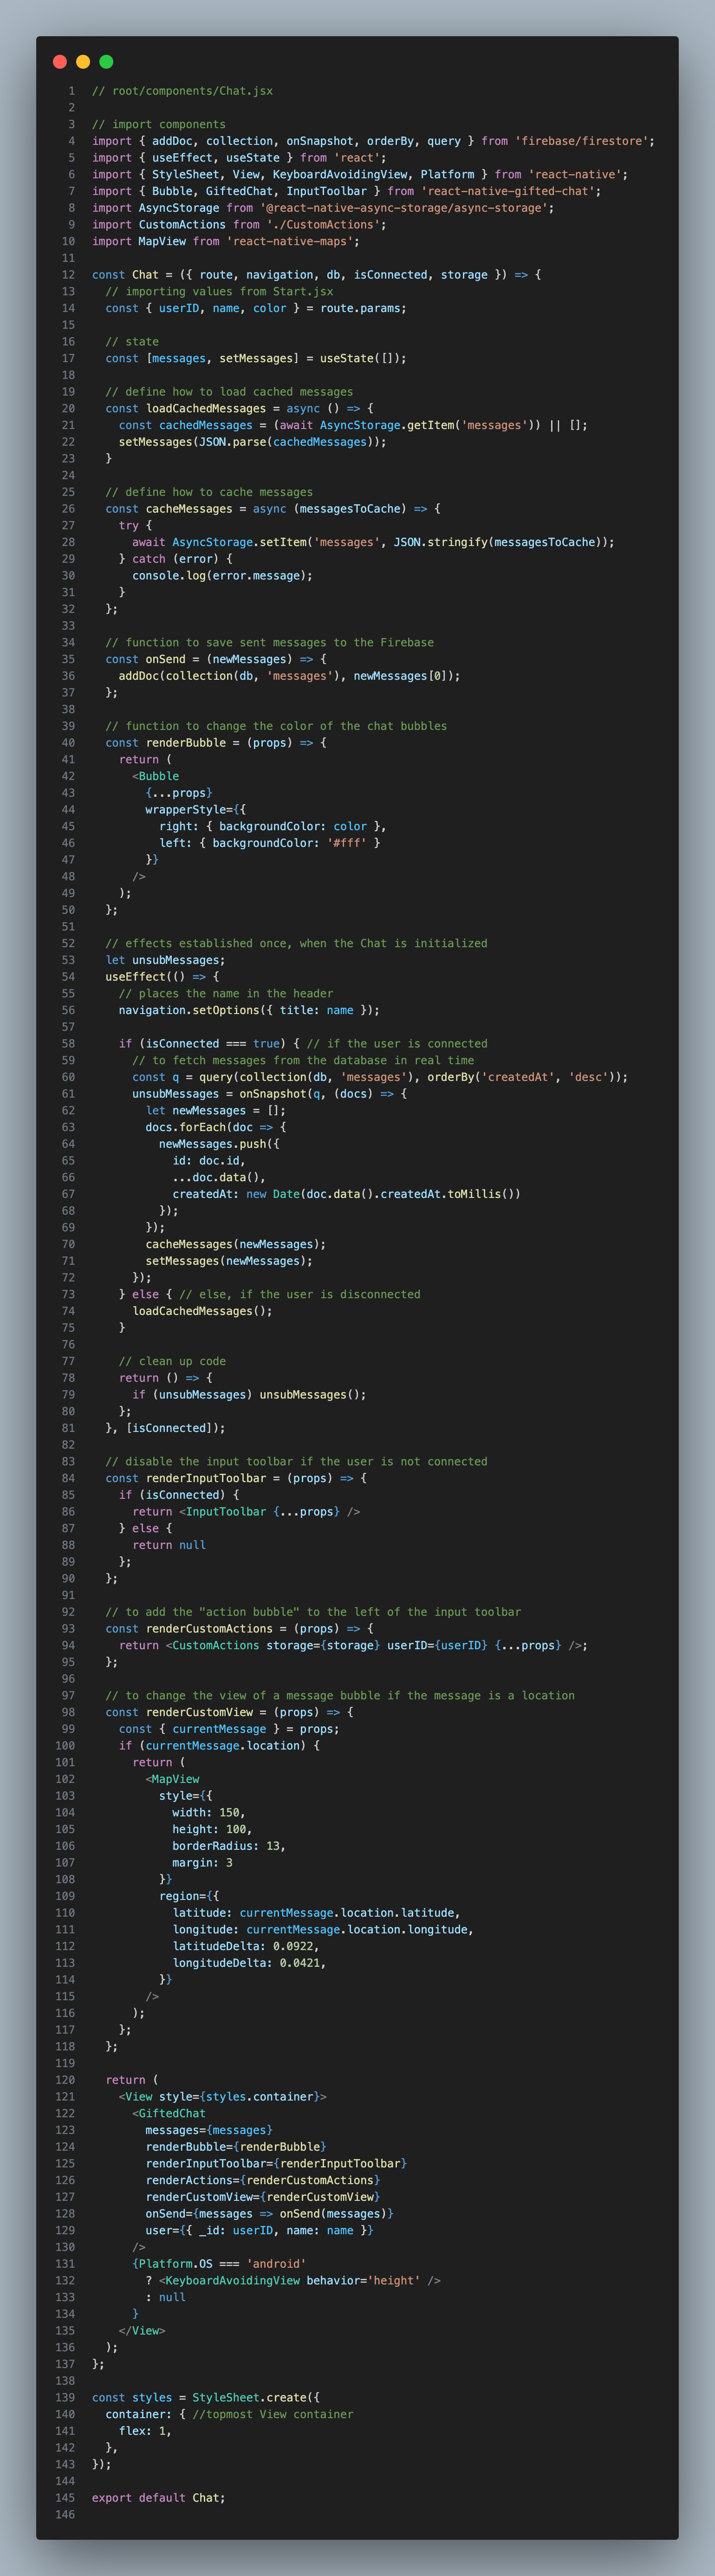 1 // root/components/Chat.jsx
2
3 // import components
4 import { addDoc, collection, onSnapshot, orderBy, query } from 'firebase/firestore';
5 import { useEffect, useState } from 'react';
6 import { StyleSheet, View, KeyboardAvoidingView, Platform } from 'react-native';
7 import { Bubble, GiftedChat, InputToolbar } from 'react-native-gifted-chat';
8 import AsyncStorage from '@react-native-async-storage/async-storage';
9 import CustomActions from './CustomActions';
10 import MapView from 'react-native-maps';
11
12 const Chat = ({ route, navigation, db, isConnected, storage }) => {
13   // importing values from Start.jsx
14   const { userID, name, color } = route.params;
15
16   // state
17   const [messages, setMessages] = useState([]);
18
19   // define how to load cached messages
20   const loadCachedMessages = async () => {
21     const cachedMessages = (await AsyncStorage.getItem('messages')) || [];
22     setMessages(JSON.parse(cachedMessages));
23   }
24
25   // define how to cache messages
26   const cacheMessages = async (messagesToCache) => {
27     try {
28       await AsyncStorage.setItem('messages', JSON.stringify(messagesToCache));
29     } catch (error) {
30       console.log(error.message);
31     }
32   };
33
34   // function to save sent messages to the Firebase
35   const onSend = (newMessages) => {
36     addDoc(collection(db, 'messages'), newMessages[0]);
37   };
38
39   // function to change the color of the chat bubbles
40   const renderBubble = (props) => {
41     return (
42       <Bubble
43         {...props}
44         wrapperStyle={{
45           right: { backgroundColor: color },
46           left: { backgroundColor: '#fff' }
47         }}
48       />
49     );
50   };
51
52   // effects established once, when the Chat is initialized
53   let unsubMessages;
54   useEffect(() => {
55     // places the name in the header
56     navigation.setOptions({ title: name });
57
58     if (isConnected === true) { // if the user is connected
59       // to fetch messages from the database in real time
60       const q = query(collection(db, 'messages'), orderBy('createdAt', 'desc'));
61       unsubMessages = onSnapshot(q, (docs) => {
62         let newMessages = [];
63         docs.forEach(doc => {
64           newMessages.push({
65             id: doc.id,
66             ...doc.data(),
67             createdAt: new Date(doc.data().createdAt.toMillis())
68           });
69         });
70         cacheMessages(newMessages);
71         setMessages(newMessages);
72       });
73     } else { // else, if the user is disconnected
74       loadCachedMessages();
75     }
76
77     // clean up code
78     return () => {
79       if (unsubMessages) unsubMessages();
80     };
81   }, [isConnected]);
82
83   // disable the input toolbar if the user is not connected
84   const renderInputToolbar = (props) => {
85     if (isConnected) {
86       return <InputToolbar {...props} />
87     } else {
88       return null
89     };
90   };
91
92   // to add the "action bubble" to the left of the input toolbar
93   const renderCustomActions = (props) => {
94     return <CustomActions storage={storage} userID={userID} {...props} />;
95   };
96
97   // to change the view of a message bubble if the message is a location
98   const renderCustomView = (props) => {
99     const { currentMessage } = props;
100     if (currentMessage.location) {
101       return (
102         <MapView
103           style={{
104             width: 150,
105             height: 100,
106             borderRadius: 13,
107             margin: 3
108           }}
109           region={{
110             latitude: currentMessage.location.latitude,
111             longitude: currentMessage.location.longitude,
112             latitudeDelta: 0.0922,
113             longitudeDelta: 0.0421,
114           }}
115         />
116       );
117     };
118   };
119
120   return (
121     <View style={styles.container}>
122       <GiftedChat
123         messages={messages}
124         renderBubble={renderBubble}
125         renderInputToolbar={renderInputToolbar}
126         renderActions={renderCustomActions}
127         renderCustomView={renderCustomView}
128         onSend={messages => onSend(messages)}
129         user={{ _id: userID, name: name }}
130       />
131       {Platform.OS === 'android'
132         ? <KeyboardAvoidingView behavior='height' />
133         : null
134       }
135     </View>
136   );
137 };
138
139 const styles = StyleSheet.create({
140   container: { //topmost View container
141     flex: 1,
142   },
143 });
144
145 export default Chat;
146